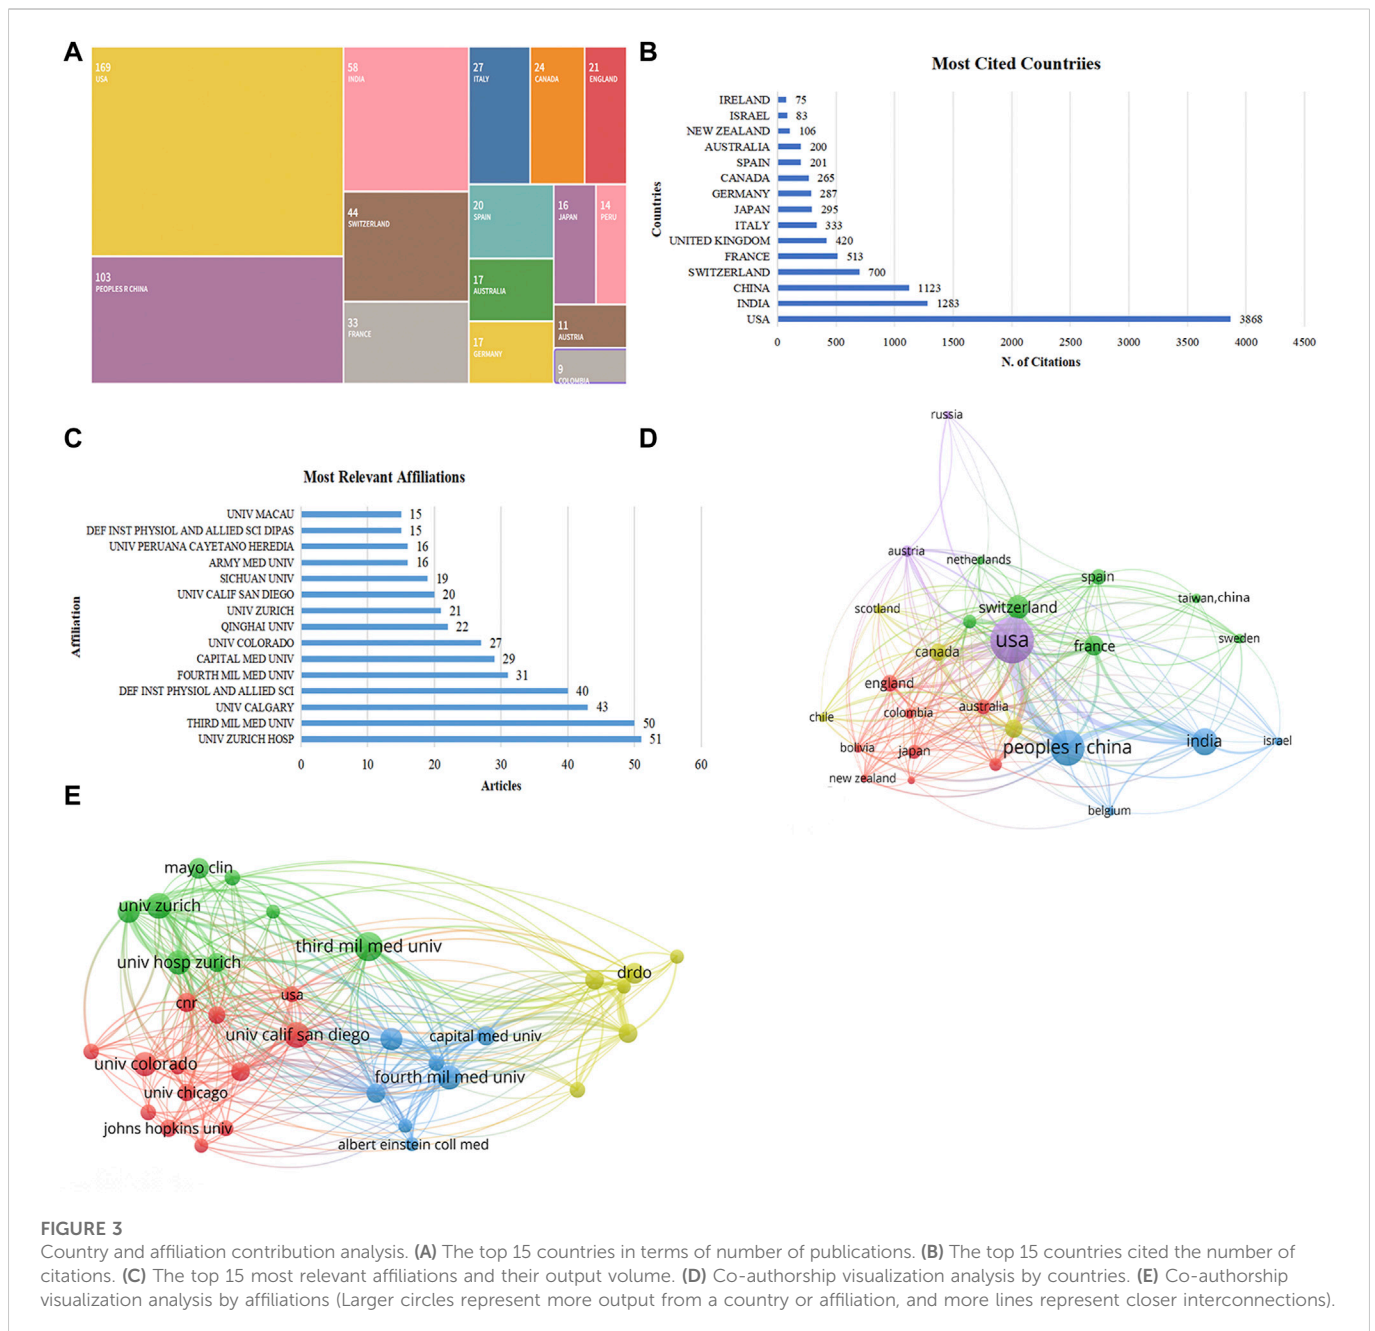 A
169
USA
58
INDIA
27
ITALY
24
CANADA
21
ENGLAND
44
SWITZERLAND
20
SPAIN
16
JAPAN
14
PERU
103
PEOPLES R CHINA
33
FRANCE
17
AUSTRALIA
17
GERMANY
11
AUSTRIA
9
COLOMBIA
B
Most Cited Countriies
Countries
IRELAND 75
ISRAEL 83
NEW ZEALAND 106
AUSTRALIA 200
SPAIN 201
CANADA 265
GERMANY 287
JAPAN 295
ITALY 333
UNITED KINGDOM 420
FRANCE 513
SWITZERLAND 700
CHINA 1123
INDIA 1283
USA 3868
0 500 1000 1500 2000 2500 3000 3500 4000 4500
N. of Citations
C
Most Relevant Affiliations
Affiliation
UNIV MACAU 15
DEF INST PHYSIOL AND ALLIED SCI DIPAS 15
UNIV PERUANA CAYETANO HEREDIA 16
ARMY MED UNIV 16
SICHUAN UNIV 19
UNIV CALIF SAN DIEGO 20
UNIV ZURICH 21
QINGHAI UNIV 22
UNIV COLORADO 27
CAPITAL MED UNIV 29
FOURTH MIL MED UNIV 31
DEF INST PHYSIOL AND ALLIED SCI 40
UNIV CALGARY 43
THIRD MIL MED UNIV 50
UNIV ZURICH HOSP 51
0 10 20 30 40 50 60
Articles
D
russia
austria
netherlands
spain
taiwan,china
scotland
switzerland
usa
sweden
canada
france
england
colombia
australia
chile
bolivia
japan
peoples r china
india
israel
new zealand
belgium
E
mayo clin
univ zurich
third mil med univ
univ hosp zurich
drdo
cnr
usa
univ calif san diego
capital med univ
univ colorado
fourth mil med univ
univ chicago
johns hopkins univ
albert einstein coll med
FIGURE 3
Country and affiliation contribution analysis. (A) The top 15 countries in terms of number of publications. (B) The top 15 countries cited the number of
citations. (C) The top 15 most relevant affiliations and their output volume. (D) Co-authorship visualization analysis by countries. (E) Co-authorship
visualization analysis by affiliations (Larger circles represent more output from a country or affiliation, and more lines represent closer interconnections).